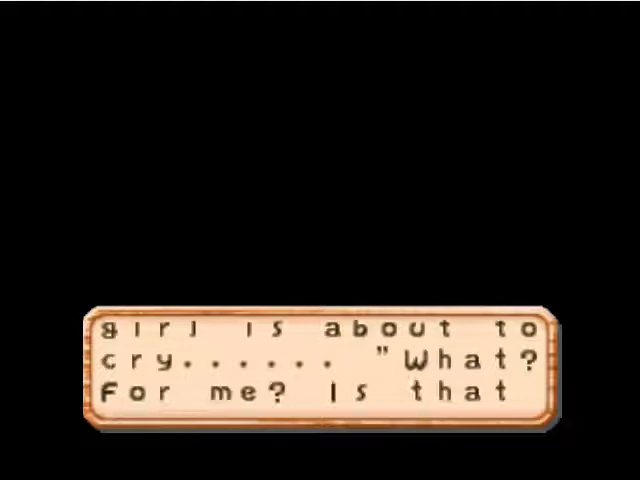 girl is about to
cry...... "What?
For me? Is that